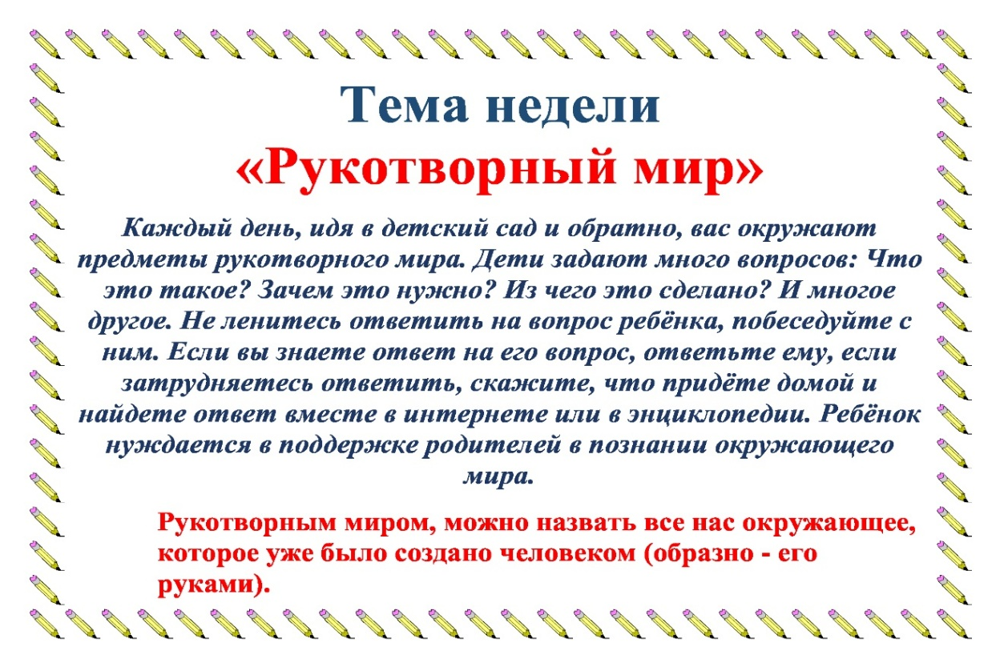 Тема недели
«Рукотворный мир»
Каждый день, идя в детский сад и обратно, вас окружают
предметы рукотворного мира. Дети задают много вопросов: Что
это такое? Зачем это нужно? Из чего это сделано? И многое
другое. Не ленитесь ответить на вопрос ребёнка, побеседуйте с
ним. Если вы знаете ответ на его вопрос, ответьте ему, если
затрудняетесь ответить, скажите, что придёте домой и
найдете ответ вместе в интернете или в энциклопедии. Ребёнок
нуждается в поддержке родителей в познании окружающего
мира.
Рукотворным миром, можно назвать все нас окружающее,
которое уже было создано человеком (образно - его
руками).